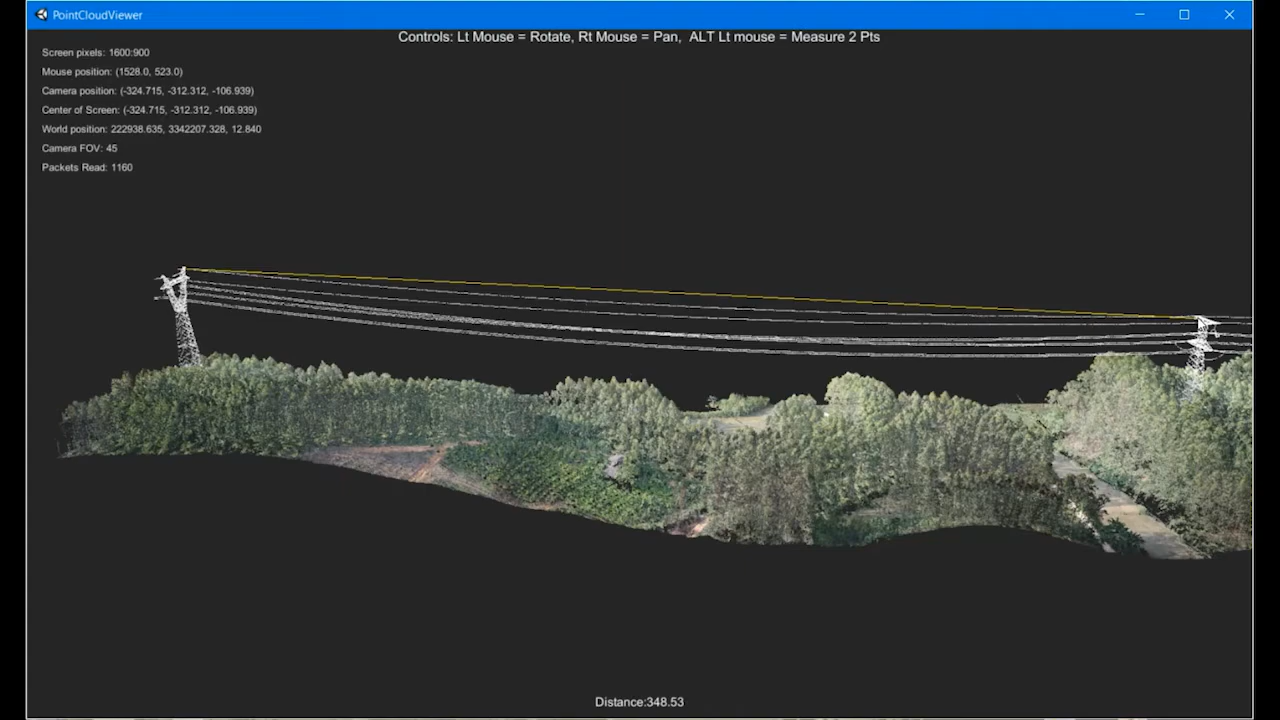 PointCloudViewer
Controls: Lt Mouse = Rotate, Rt Mouse = Pan, ALT Lt mouse = Measure 2 Pts
Screen pixels: 1600:900
Mouse position: (1528.0, 523.0)
Camera position: (-324.715, -312.312, -106.939)
Center of Screen: (-324.715, -312.312, -106.939)
World position: 222938.635, 3342207.328, 12.840
Camera FOV: 45
Packets Read: 1160
Distance:348.53